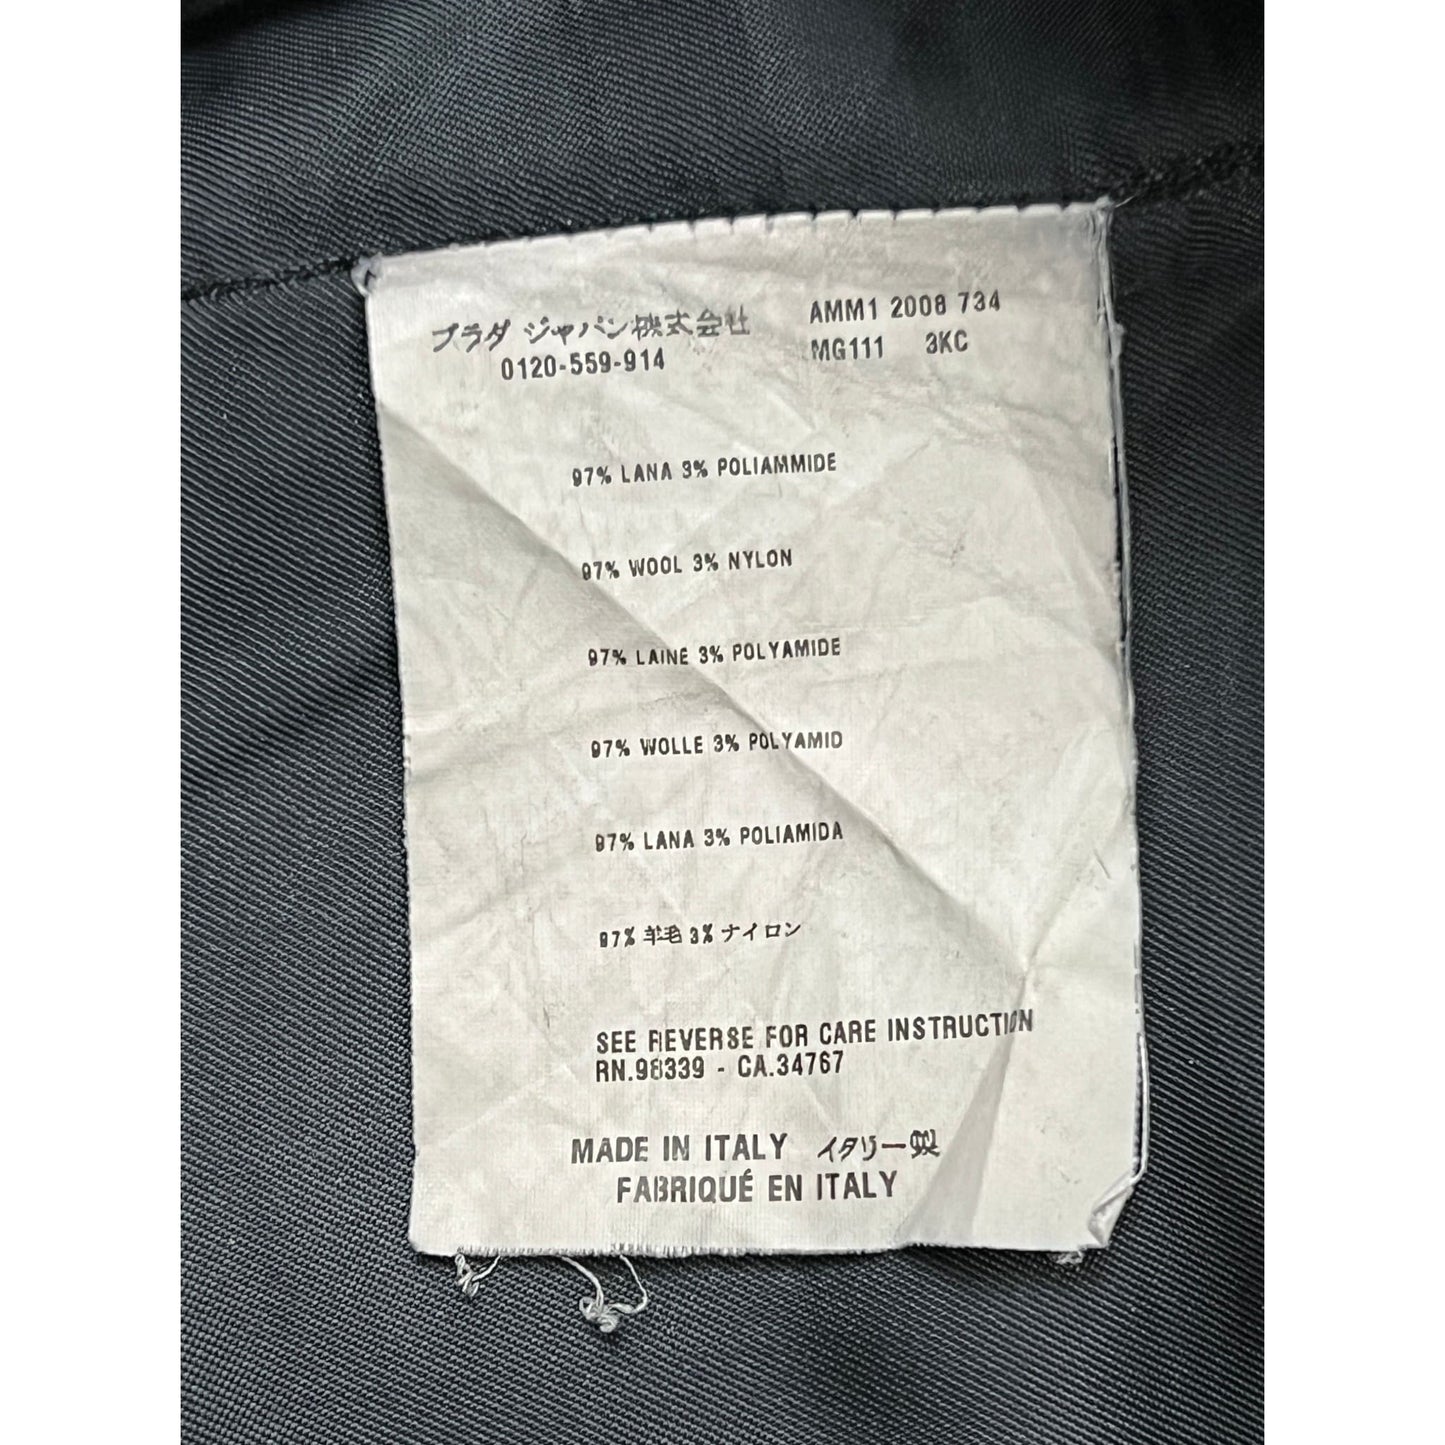 プラダ ジャパン株式会社
0120-559-914
AMM1 2008 734
MG111 3KC
97% LANA 3% POLIAMMIDE
97% WOOL 3% NYLON
97% LAINE 3% POLYAMIDE
97% WOLLE 3% POLYAMID
97% LANA 3% POLIAMIDA
97% 羊毛 3% ナイロン
SEE REVERSE FOR CARE INSTRUCTION
RN.98339 - CA.34767
MADE IN ITALY イタリー製
FABRIQUÉ EN ITALY